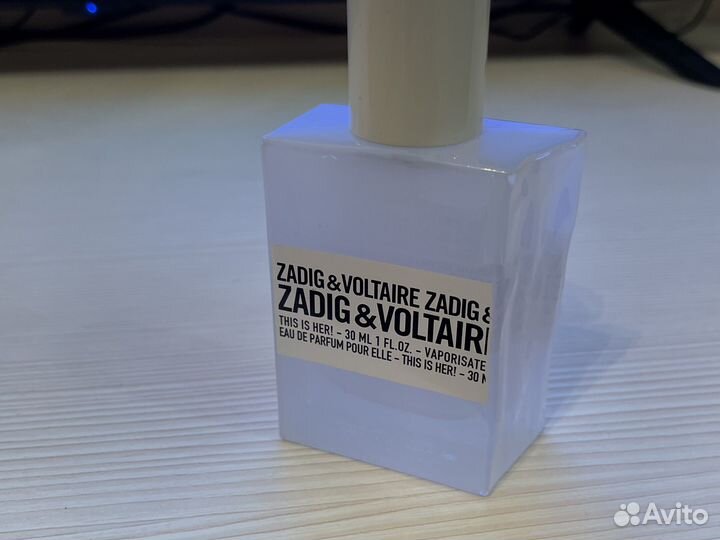 ZADIG & VOLTAIRE ZADIG &
ZADIG & VOLTAIR
THIS IS HER! – 30 ML 1 FL.OZ. – VAPORISATE
EAU DE PARFUM POUR ELLE – THIS IS HER! – 30 M
Avito